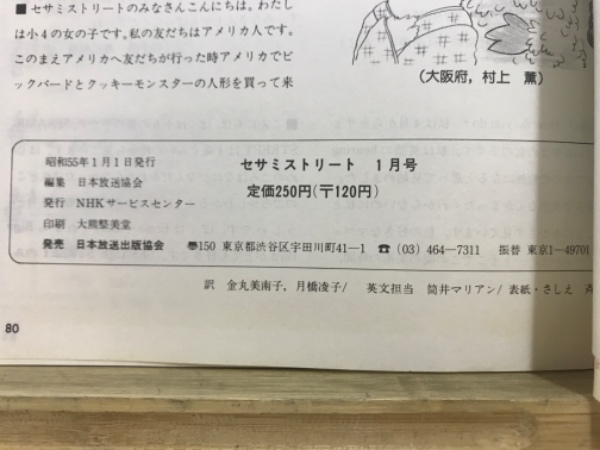 ■ セサミストリートのみなさんこんにちは。わたし
は小４の女の子です。私の友だちはアメリカ人です。
このまえアメリカへ友だちが行った時アメリカでビ
ックバードとクッキーモンスターの人形を買って来
(大阪府，村上　薫)
昭和55年１月１日発行
編集　日本放送協会
発行　NHKサービスセンター
印刷　大熊整美堂
発売　日本放送出版協会
セサミストリート　１月号
定価250円(〒120円)
〠150　東京都渋谷区宇田川町41−1　☎(03) 464−7311　振替 東京1−49701
訳　金丸美南子，月橋凌子/　英文担当　筒井マリアン/ 表紙・さしえ
80